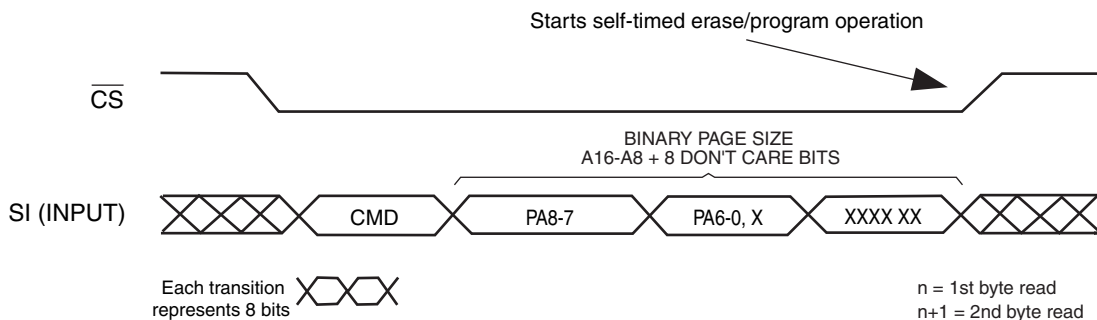 Starts self-timed erase/program operation
CS
BINARY PAGE SIZE
A16-A8 + 8 DON'T CARE BITS
SI (INPUT)
CMD
PA8-7
PA6-0, X
XXXX XX
Each transition
represents 8 bits
n = 1st byte read
n+1 = 2nd byte read